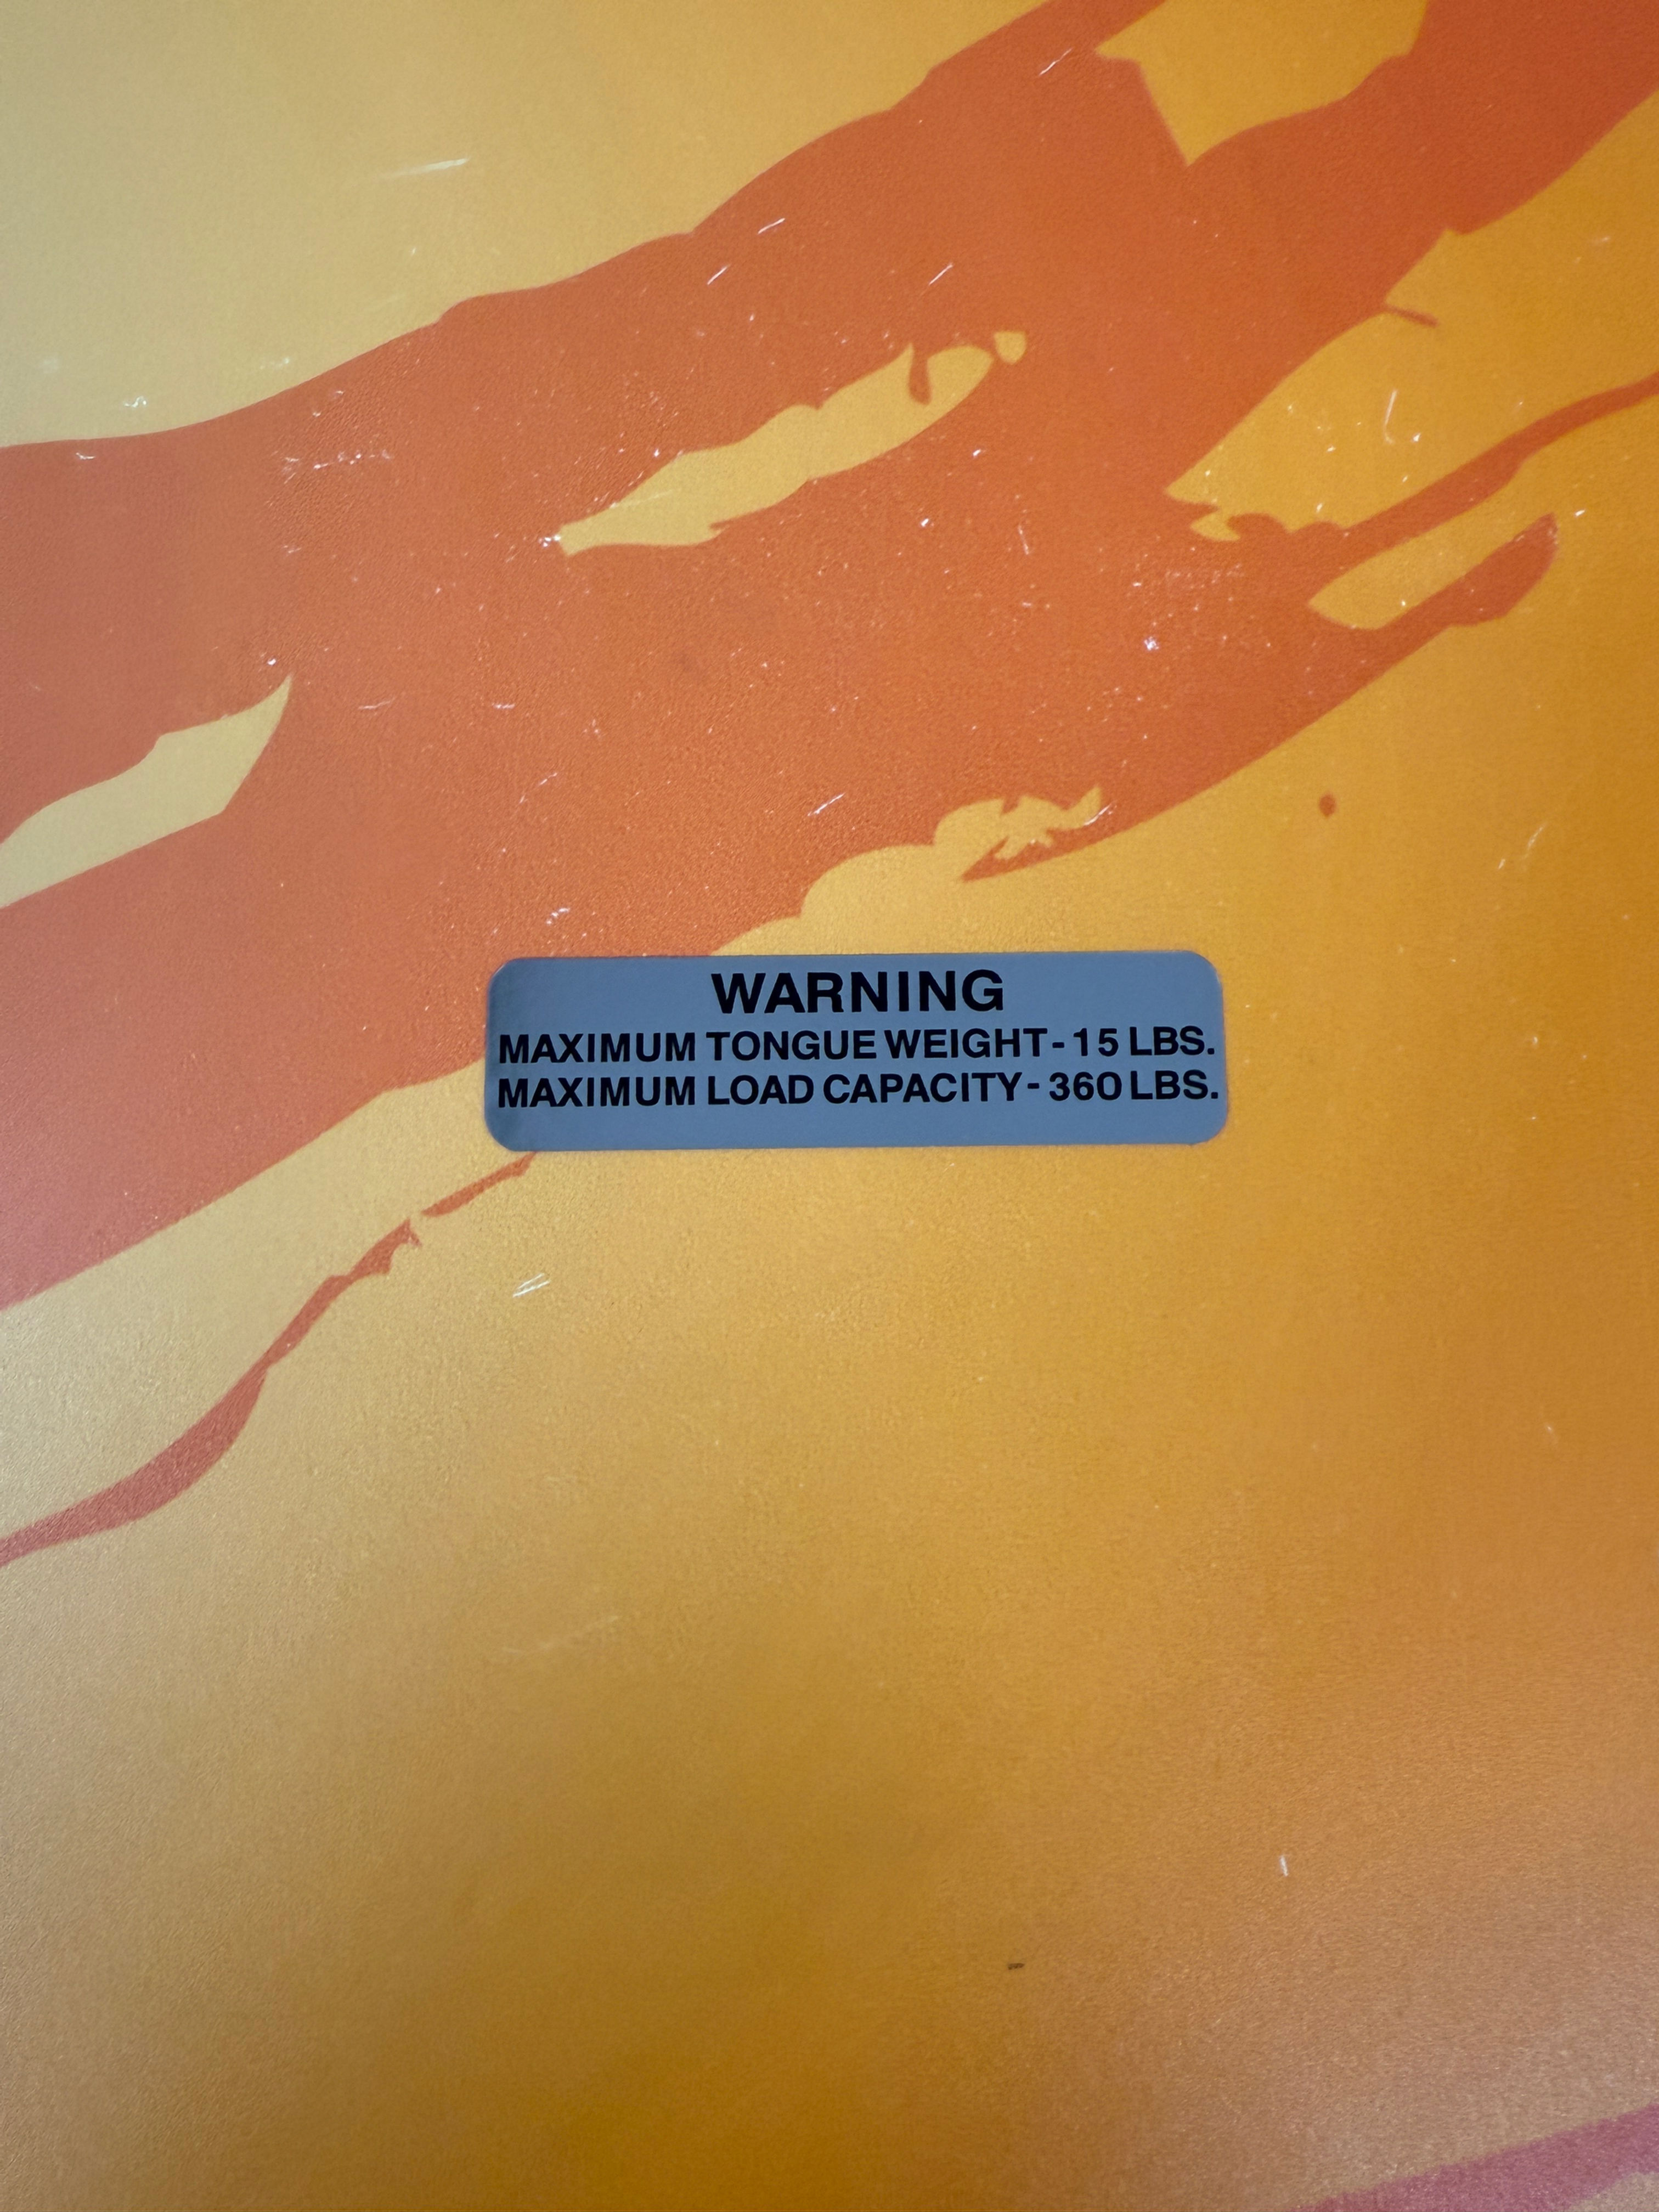 WARNING
MAXIMUM TONGUE WEIGHT-15 LBS.
MAXIMUM LOAD CAPACITY-360 LBS.